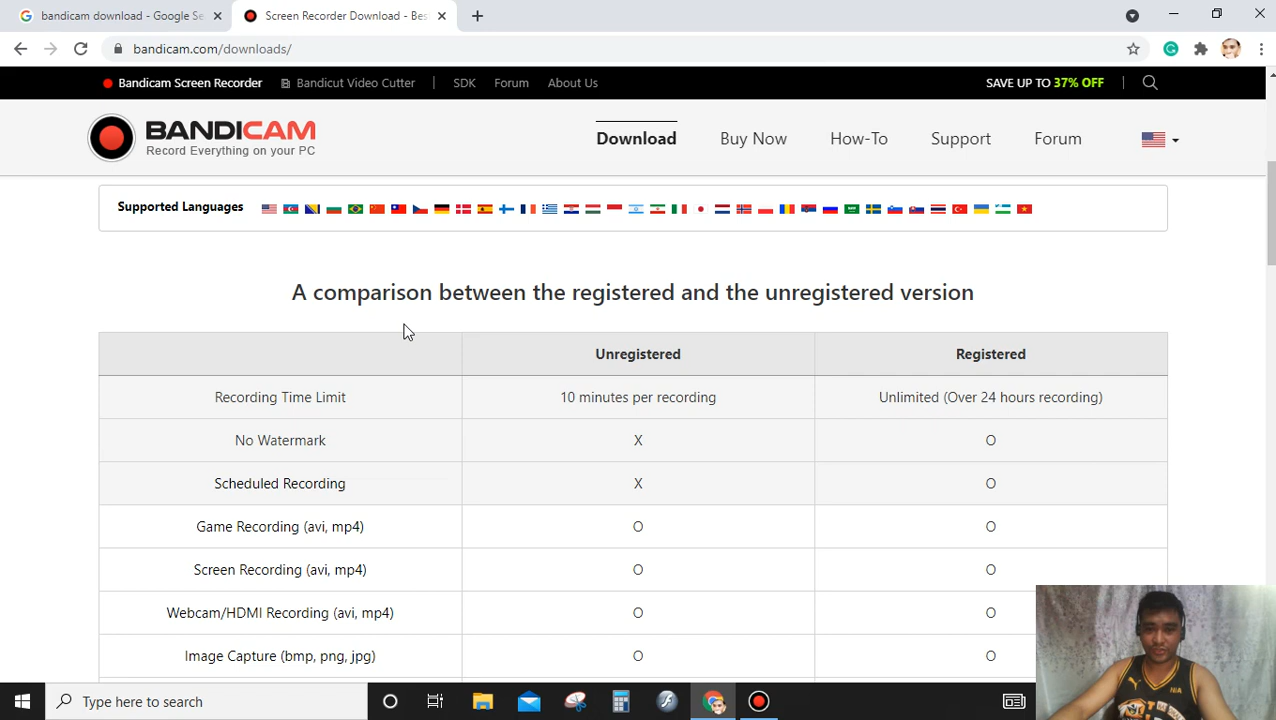 bandicam download - Google Se
Screen Recorder Download - Bes
bandicam.com/downloads/
Bandicam Screen Recorder
Bandicut Video Cutter
SDK
Forum
About Us
SAVE UP TO 37% OFF
BANDICAM
Record Everything on your PC
Download
Buy Now
How-To
Support
Forum
Supported Languages
A comparison between the registered and the unregistered version
Unregistered
Registered
Recording Time Limit
10 minutes per recording
Unlimited (Over 24 hours recording)
No Watermark
X
O
Scheduled Recording
X
O
Game Recording (avi, mp4)
O
O
Screen Recording (avi, mp4)
O
O
Webcam/HDMI Recording (avi, mp4)
O
O
Image Capture (bmp, png, jpg)
O
O
Type here to search